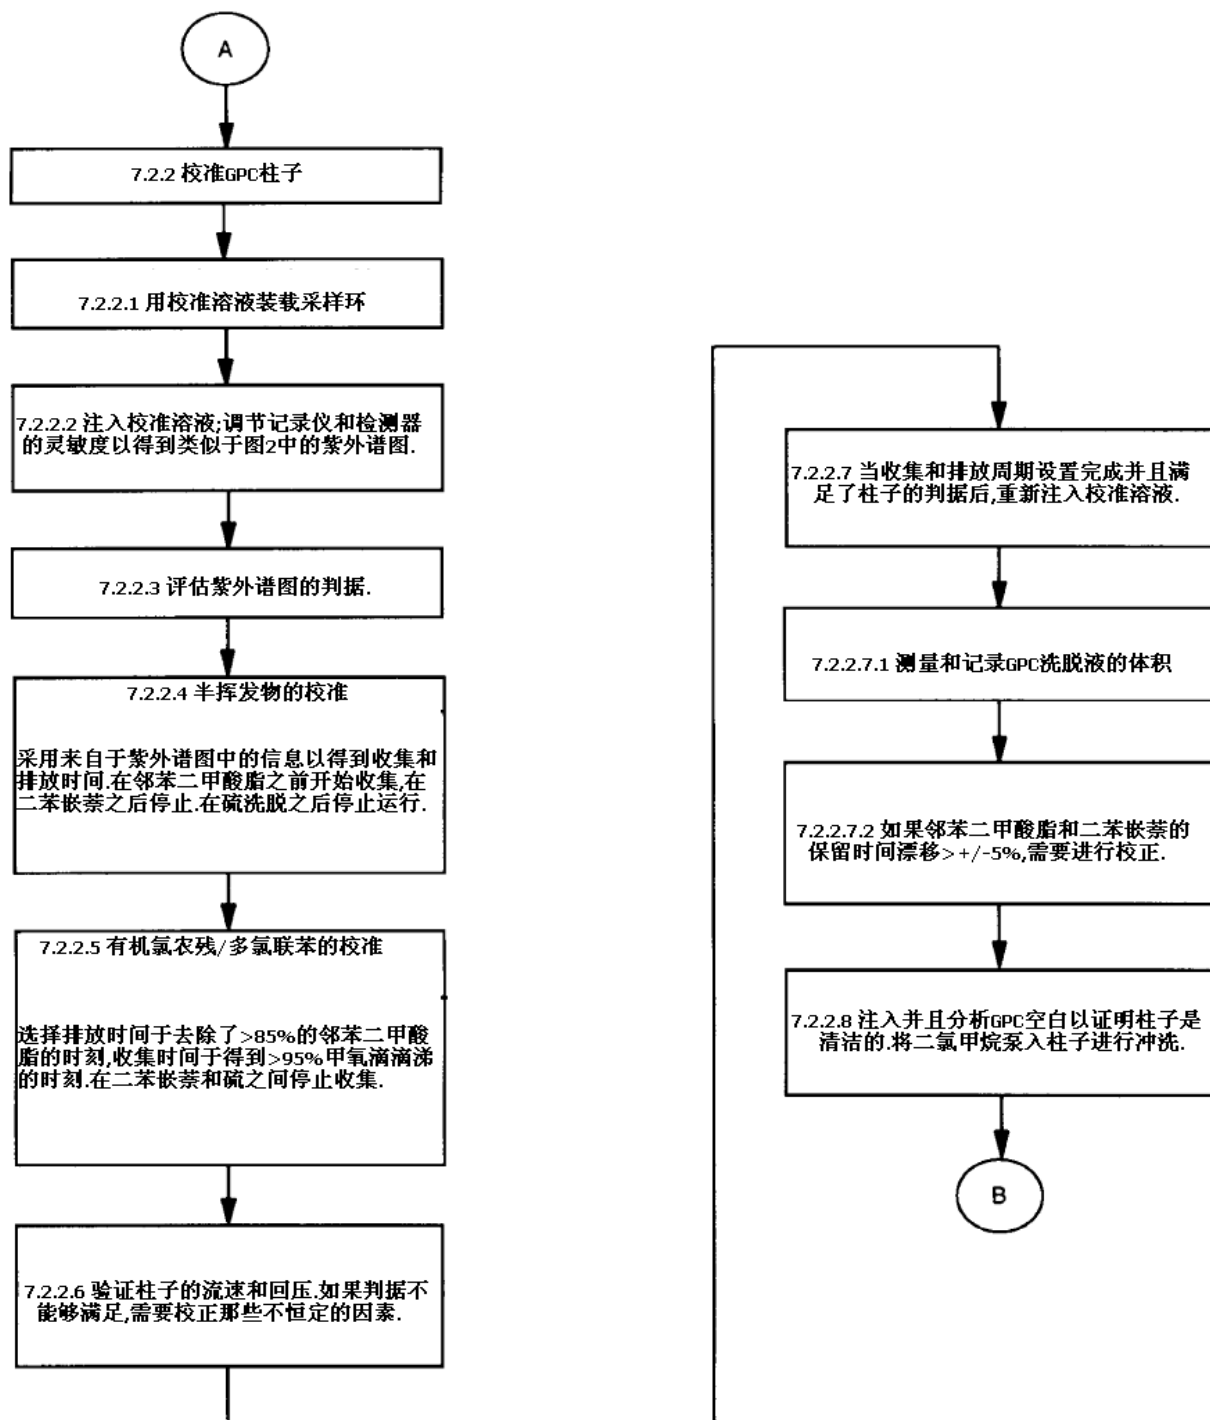 A
7.2.2 校准GPC柱子
7.2.2.1 用校准溶液装载采样环
7.2.2.2 注入校准溶液;调节记录仪和检测器
的灵敏度以得到类似于图2中的紫外谱图.
7.2.2.3 评估紫外谱图的判据.
7.2.2.4 半挥发物的校准
采用来自于紫外谱图中的信息以得到收集和
排放时间.在邻苯二甲酸脂之前开始收集,在
二苯嵌萘之后停止.在硫洗脱之后停止运行.
7.2.2.5 有机氯农残/多氯联苯的校准
选择排放时间于去除了>85%的邻苯二甲酸
脂的时刻,收集时间于得到>95%甲氧滴滴涕
的时刻.在二苯嵌萘和硫之间停止收集.
7.2.2.6 验证柱子的流速和回压.如果判据不
能够满足,需要校正那些不恒定的因素.
7.2.2.7 当收集和排放周期设置完成并且满
足了柱子的判据后,重新注入校准溶液.
7.2.2.7.1 测量和记录GPC洗脱液的体积
7.2.2.7.2 如果邻苯二甲酸脂和二苯嵌萘的
保留时间漂移>+/-5%,需要进行校正.
7.2.2.8 注入并且分析GPC空白以证明柱子是
清洁的.将二氯甲烷泵入柱子进行冲洗.
B